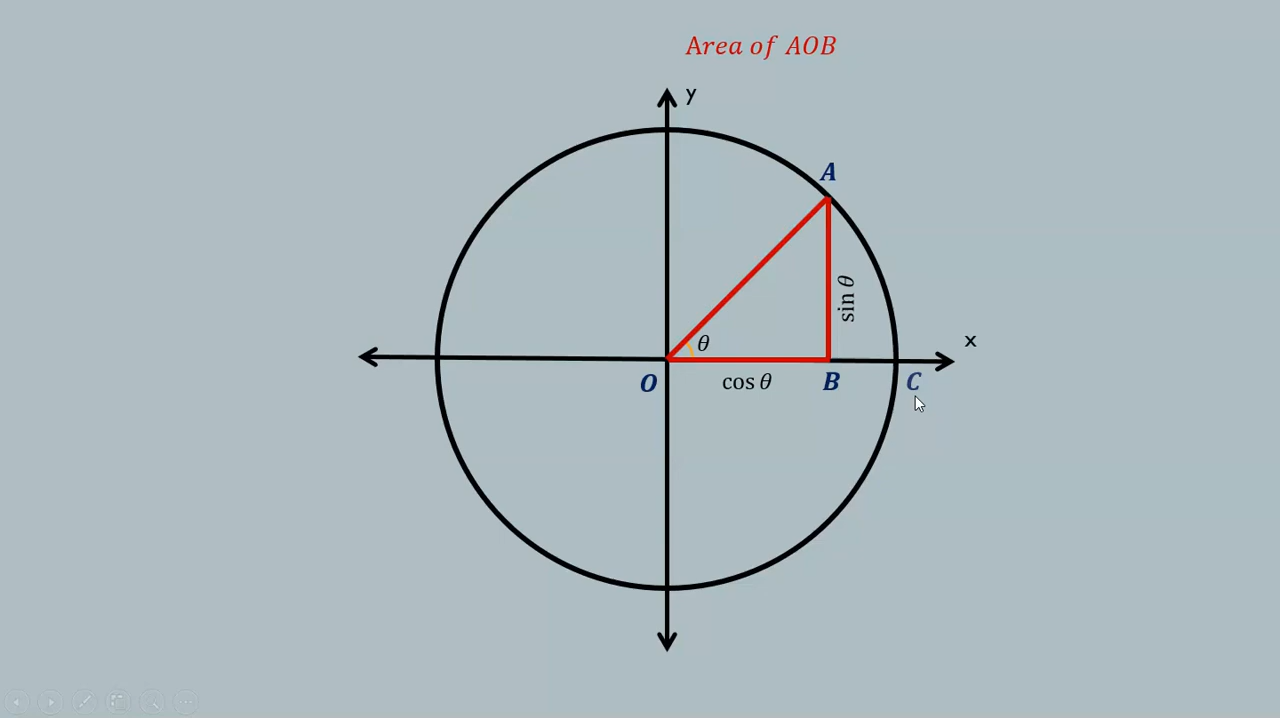 Area of AOB
y
A
sin θ
x
θ
O
cos θ
B
C